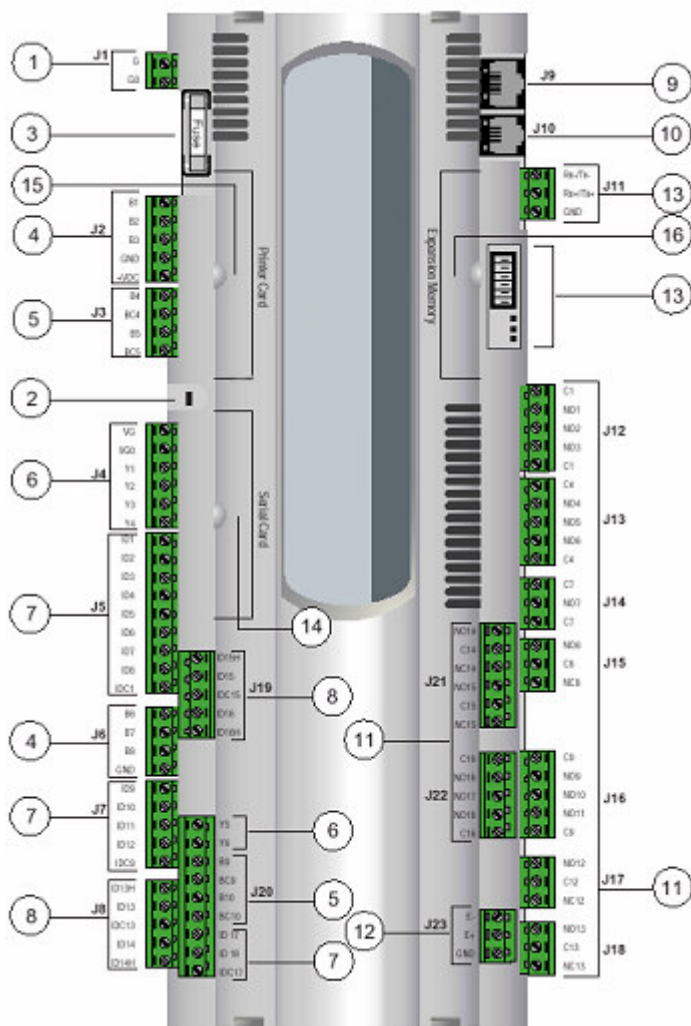 1
J1
G
G0
3
Fuse
15
J2
B1
B2
B3
GND
+VDC
4
J3
B4
BC4
B5
BC5
5
Printer Card
2
J4
VG
VG0
Y1
Y2
Y3
Y4
6
Serial Card
J5
ID1
ID2
ID3
ID4
ID5
ID6
ID7
ID8
IDC1
7
14
J19
ID15H
ID15
IDC15
ID16
ID16H
8
J6
B6
B7
B8
GND
4
J7
ID9
ID10
ID11
ID12
IDC9
7
J8
ID13H
ID13
IDC13
ID14
ID14H
8
J20
Y5
Y6
B9
BC9
B10
BC10
ID17
ID18
IDC17
6
5
7
J9
9
J10
10
J11
Rx-/Tx-
Rx+/Tx+
GND
13
16
Expansion Memory
13
J12
C1
NO1
NO2
NO3
C1
J13
C4
NO4
NO5
NO6
C4
J14
C7
NO7
C7
J15
NO8
C8
NC8
J21
NO14
C14
NC14
NO15
C15
NC15
11
J22
C16
NO16
NO17
NO18
C16
J16
C9
NO9
NO10
NO11
C9
J17
NO12
C12
NC12
11
J23
E-
E+
GND
12
J18
NO13
C13
NC13